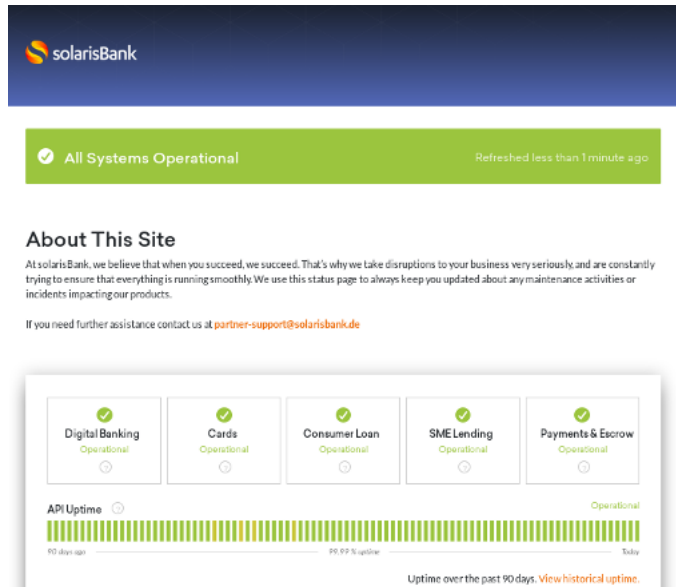 solarisBank
All Systems Operational
Refreshed less than 1 minute ago
About This Site
At solarisBank, we believe that when you succeed, we succeed. That's why we take disruptions to your business very seriously, and are constantly
trying to ensure that everything is running smoothly. We use this status page to always keep you updated about any maintenance activities or
incidents impacting our products.
If you need further assistance contact us at partner-support@solarisbank.de
Digital Banking
Operational
Cards
Operational
Consumer Loan
Operational
SME Lending
Operational
Payments & Escrow
Operational
API Uptime
Operational
90 days ago
99.99 % uptime
Today
Uptime over the past 90 days. View historical uptime.